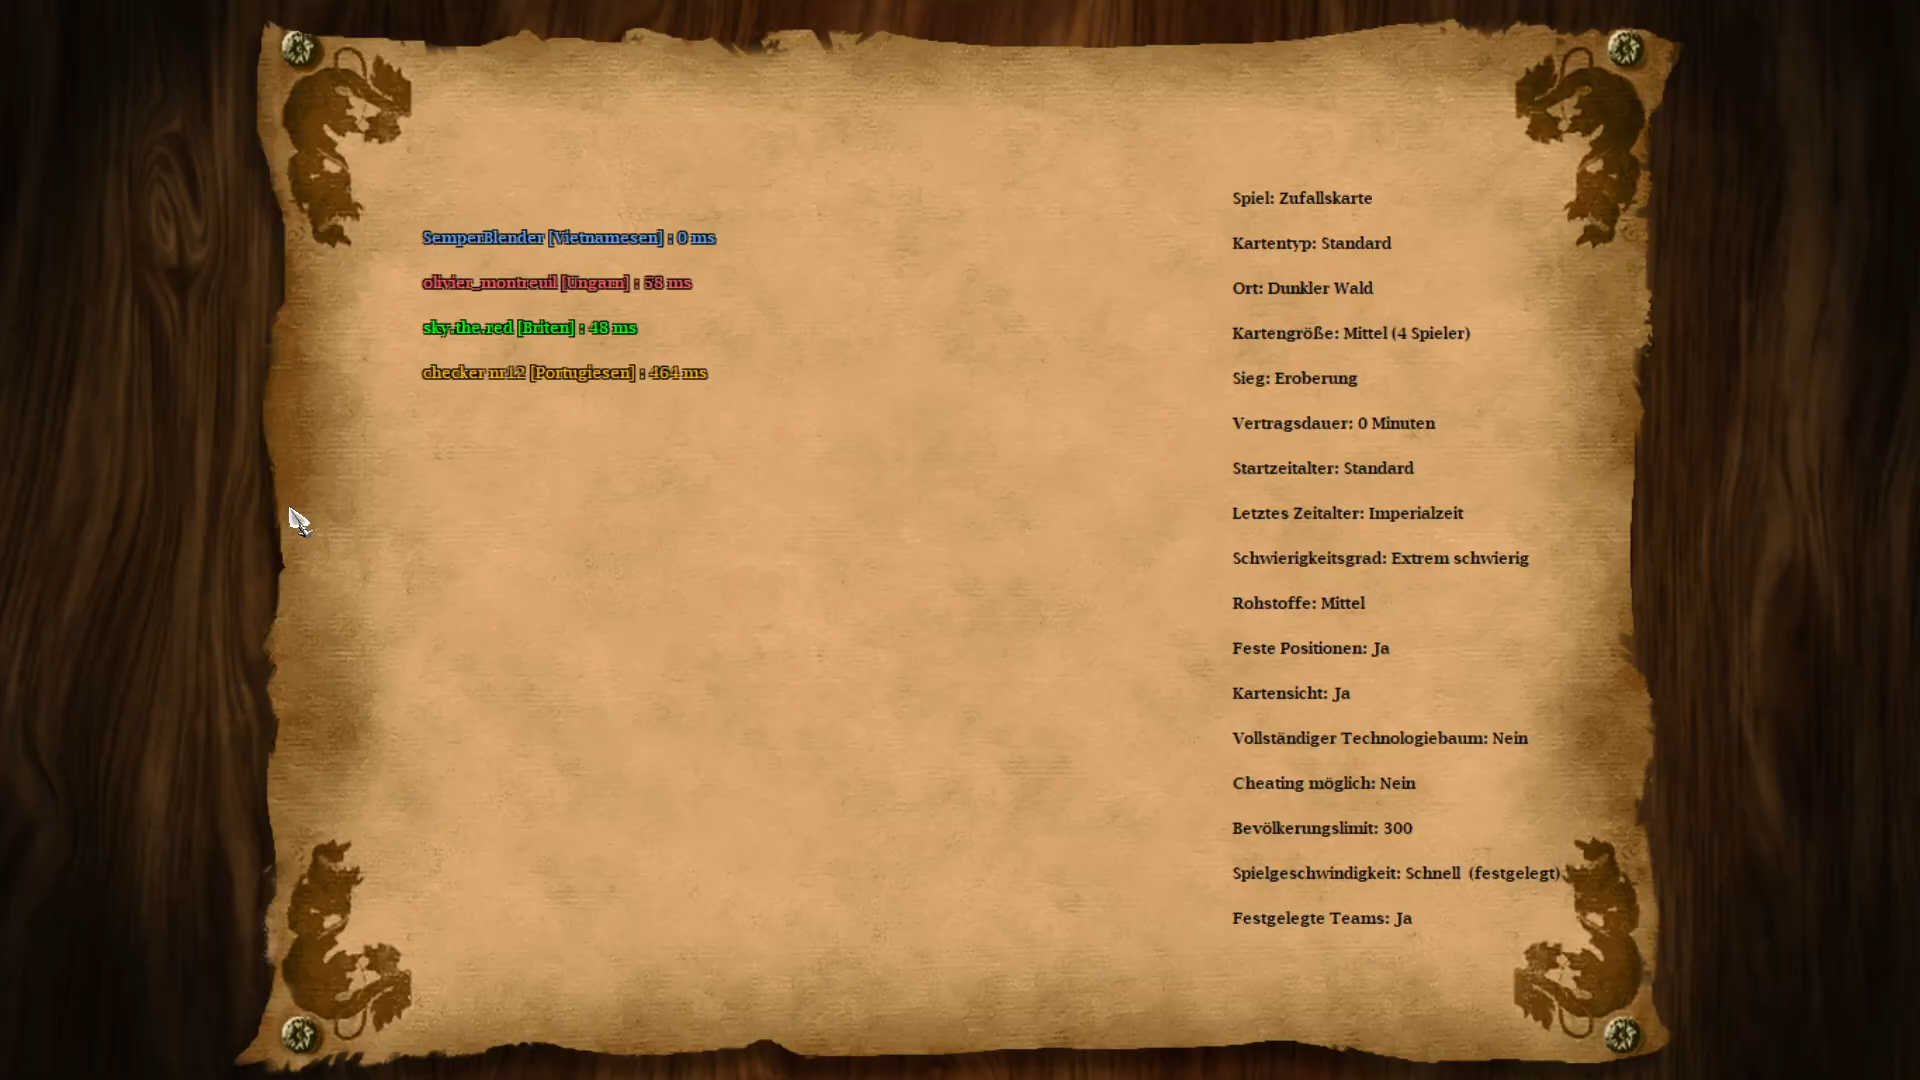 SemperBlender [Vietnamesen] : 0 ms
olivier_montreuil [Ungarn] : 58 ms
sky.the.red [Briten] : 48 ms
checker nr.12 [Portugiesen] : 464 ms
Spiel: Zufallskarte
Kartentyp: Standard
Ort: Dunkler Wald
Kartengröße: Mittel (4 Spieler)
Sieg: Eroberung
Vertragsdauer: 0 Minuten
Startzeitalter: Standard
Letztes Zeitalter: Imperialzeit
Schwierigkeitsgrad: Extrem schwierig
Rohstoffe: Mittel
Feste Positionen: Ja
Kartensicht: Ja
Vollständiger Technologiebaum: Nein
Cheating möglich: Nein
Bevölkerungslimit: 300
Spielgeschwindigkeit: Schnell (festgelegt)
Festgelegte Teams: Ja